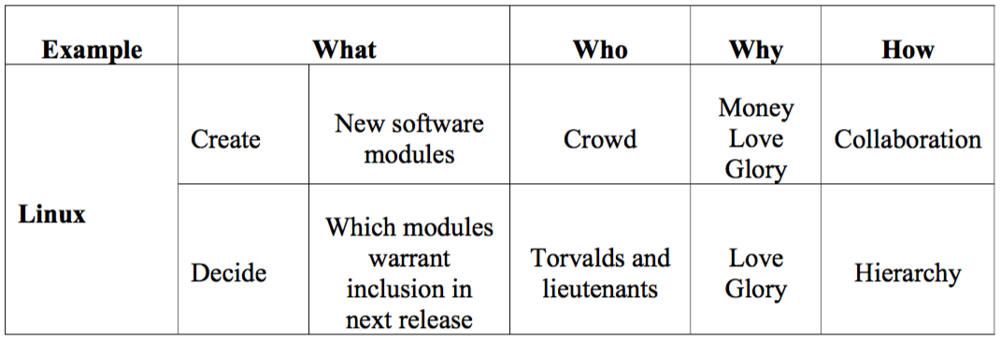 Example What Who Why How
Linux
Create
New software
modules
Crowd
Money
Love
Glory
Collaboration
Decide
Which modules
warrant
inclusion in
next release
Torvalds and
lieutenants
Love
Glory
Hierarchy